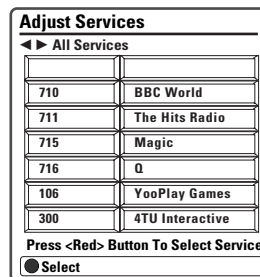 Adjust Services
◄ ► All Services
710 BBC World
711 The Hits Radio
715 Magic
716 Q
106 YooPlay Games
300 4TU Interactive
Press <Red> Button To Select Service
Select